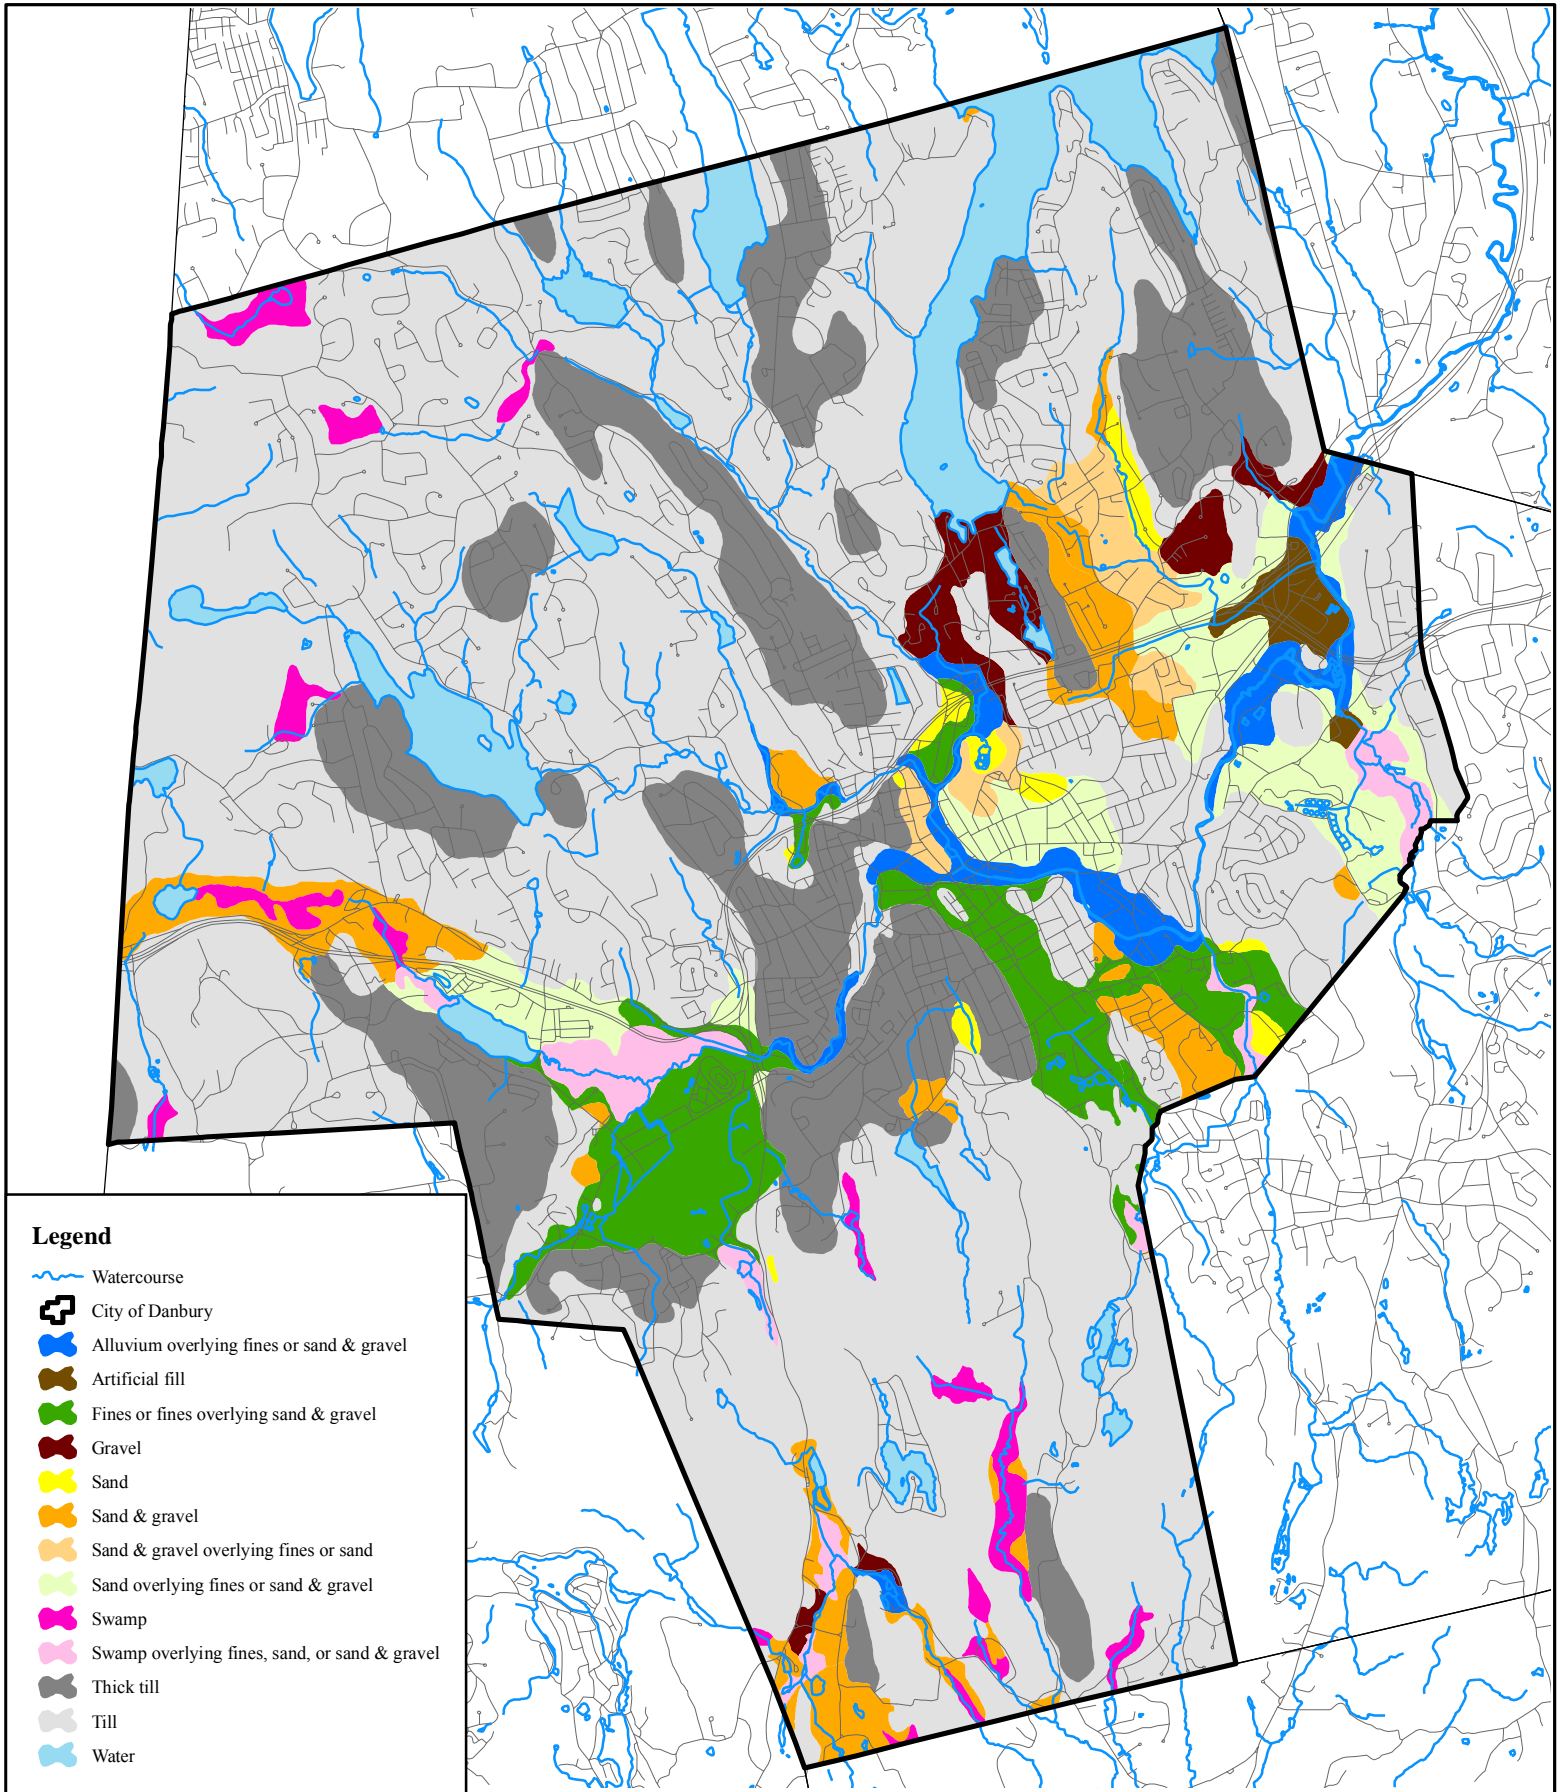 Legend
Watercourse
City of Danbury
Alluvium overlying fines or sand & gravel
Artificial fill
Fines or fines overlying sand & gravel
Gravel
Sand
Sand & gravel
Sand & gravel overlying fines or sand
Sand overlying fines or sand & gravel
Swamp
Swamp overlying fines, sand, or sand & gravel
Thick till
Till
Water